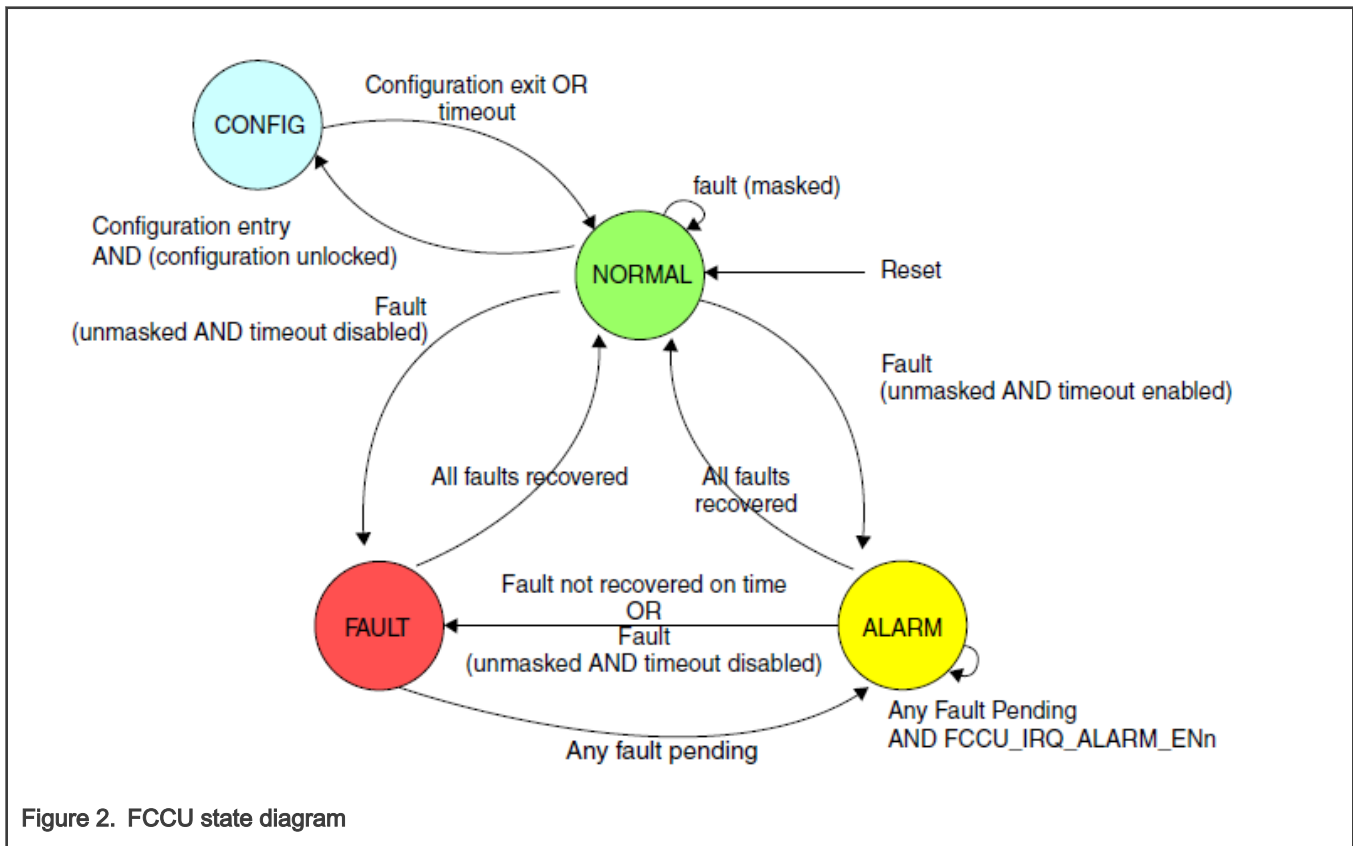 Configuration exit OR
timeout
CONFIG
fault (masked)
Configuration entry
AND (configuration unlocked)
NORMAL
Reset
Fault
(unmasked AND timeout disabled)
Fault
(unmasked AND timeout enabled)
All faults recovered
All faults
recovered
Fault not recovered on time
OR
Fault
(unmasked AND timeout disabled)
FAULT
ALARM
Any Fault Pending
AND FCCU_IRQ_ALARM_ENn
Any fault pending
Figure 2. FCCU state diagram